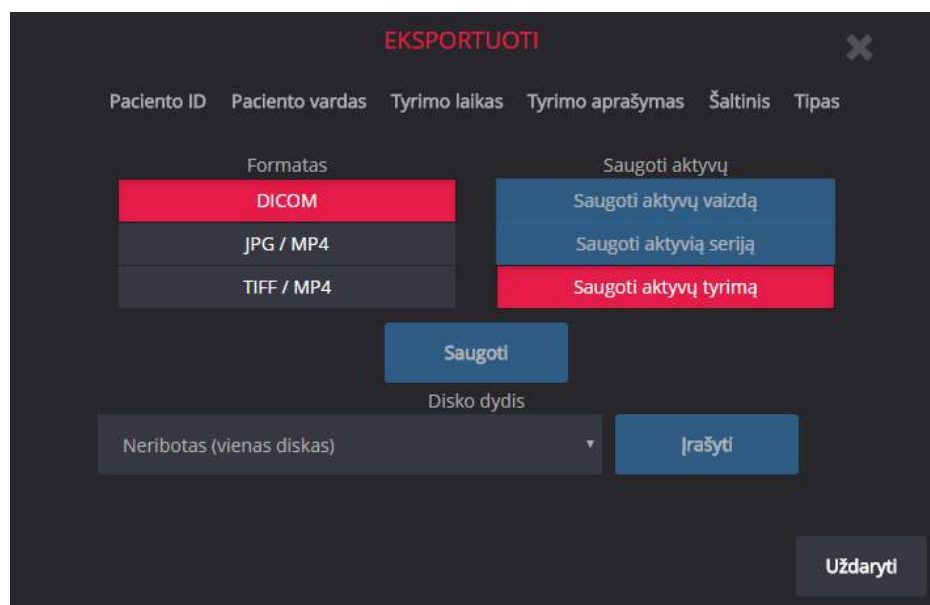 EKSPORTUOTI
Paciento ID Paciento vardas Tyrimo laikas Tyrimo aprašymas Šaltinis Tipas
Formatas Saugoti aktyvų
DICOM Saugoti aktyvų vaizdą
JPG / MP4 Saugoti aktyvią seriją
TIFF / MP4 Saugoti aktyvų tyrimą
Saugoti
Disko dydis
Neribotas (vienas diskas) Įrašyti
Uždaryti